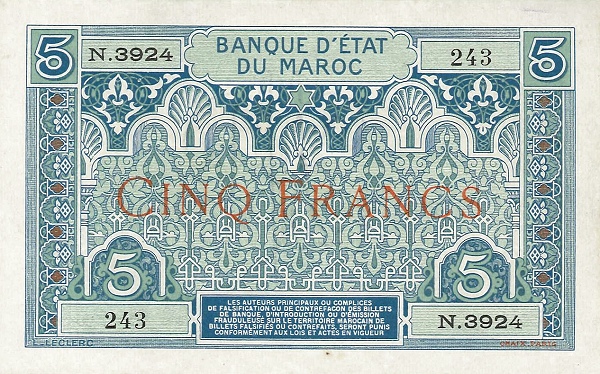 5 N.3924 BANQUE D'ÉTAT 243 5
DU MAROC
CINQ FRANCS
5 5
LES AUTEURS PRINCIPAUX OU COMPLICES
DE FALSIFICATION OU DE CONTREFAÇON DES BILLETS
DE BANQUE, D'INTRODUCTION OU D'ÉMISSION
FRAUDULEUSE SUR LE TERRITOIRE MAROCAIN DE
BILLETS FALSIFIÉS OU CONTREFAITS, SERONT PUNIS
CONFORMÉMENT AUX LOIS ET ACTES EN VIGUEUR
243 N.3924
E. LECLERC CHAIX.PARIS